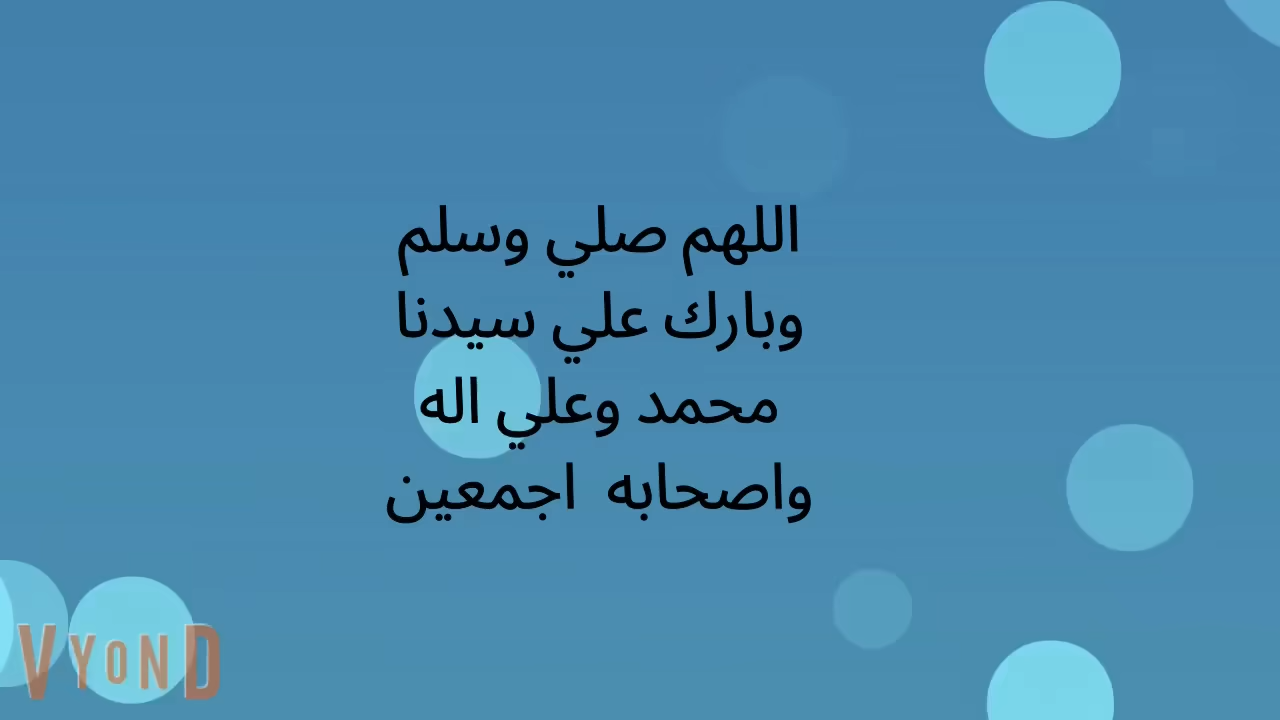 اللهم صلي وسلم
وبارك علي سيدنا
محمد وعلي اله
واصحابه اجمعين
VYOND